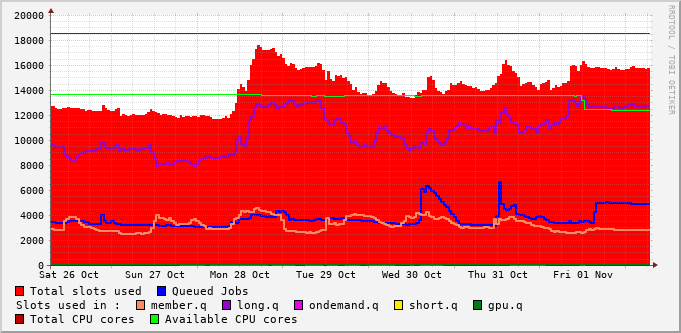 20000
18000
16000
14000
12000
10000
8000
6000
4000
2000
0
Sat 26 Oct Sun 27 Oct Mon 28 Oct Tue 29 Oct Wed 30 Oct Thu 31 Oct Fri 01 Nov
Total slots used Queued Jobs
Slots used in : member.q long.q ondemand.q short.q gpu.q
Total CPU cores Available CPU cores
RRDTOOL / TOBI OETIKER